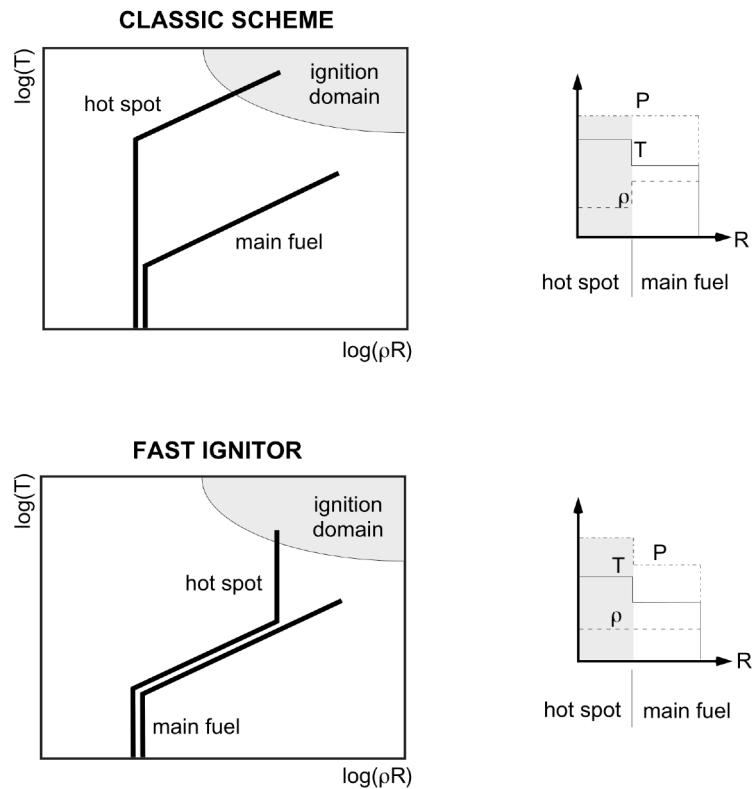 CLASSIC SCHEME
log(T)
ignition
domain
hot spot
main fuel
log(ρR)
P
T
ρ
R
hot spot
main fuel
FAST IGNITOR
log(T)
ignition
domain
hot spot
main fuel
log(ρR)
P
T
ρ
R
hot spot
main fuel